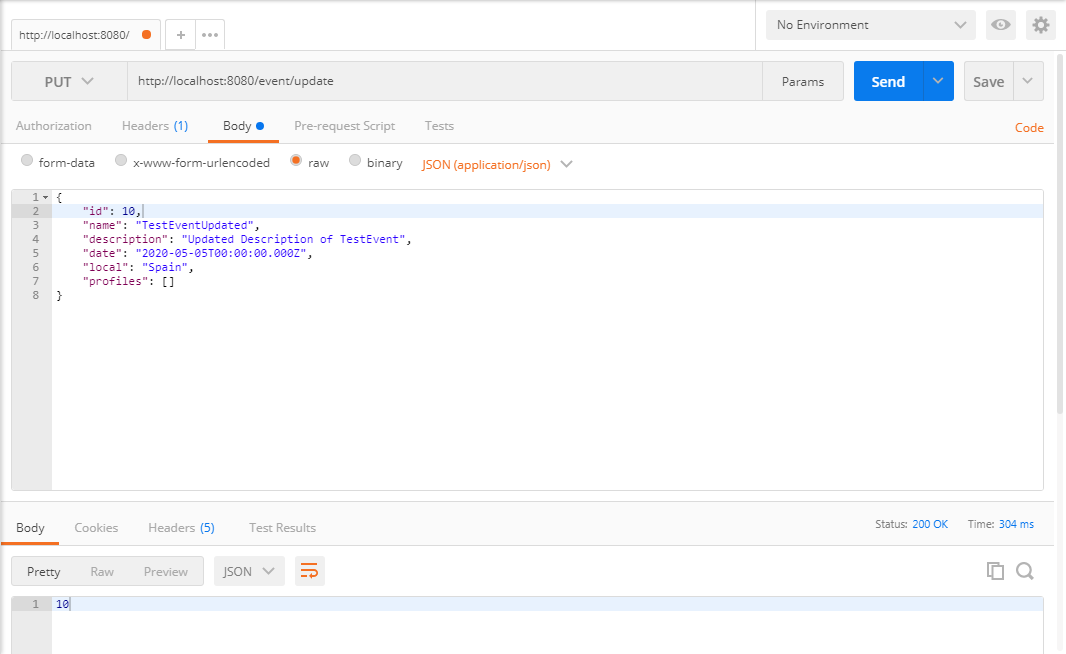 http://localhost:8080/
+
No Environment
PUT
http://localhost:8080/event/update
Params
Send
Save
Authorization
Headers (1)
Body
Pre-request Script
Tests
Code
form-data
x-www-form-urlencoded
raw
binary
JSON (application/json)
1 {
2 "id": 10,
3 "name": "TestEventUpdated",
4 "description": "Updated Description of TestEvent",
5 "date": "2020-05-05T00:00:00.000Z",
6 "local": "Spain",
7 "profiles": []
8 }
Body
Cookies
Headers (5)
Test Results
Status: 200 OK
Time: 304 ms
Pretty
Raw
Preview
JSON
1 10